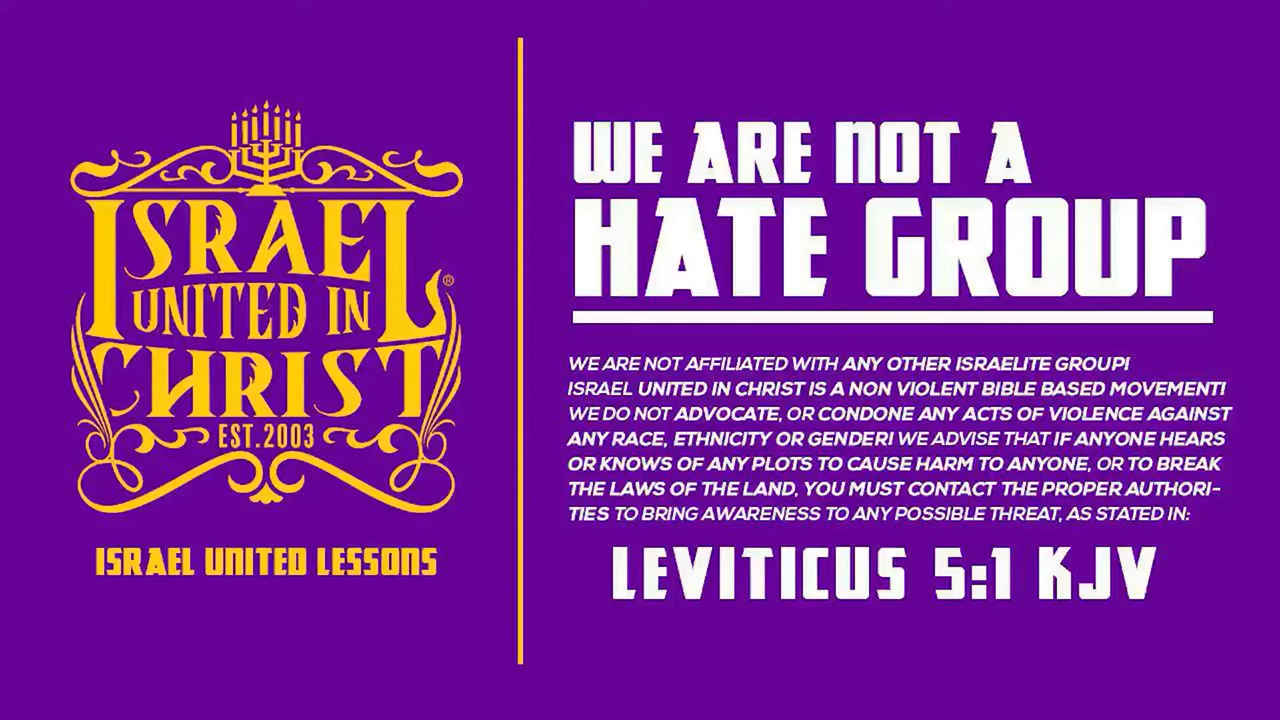 ISRAEL
UNITED IN
CHRIST
®
EST.2003
ISRAEL UNITED LESSONS
WE ARE NOT A
HATE GROUP
WE ARE NOT AFFILIATED WITH ANY OTHER ISRAELITE GROUP!
ISRAEL UNITED IN CHRIST IS A NON VIOLENT BIBLE BASED MOVEMENT!
WE DO NOT ADVOCATE, OR CONDONE ANY ACTS OF VIOLENCE AGAINST
ANY RACE, ETHNICITY OR GENDER! WE ADVISE THAT IF ANYONE HEARS
OR KNOWS OF ANY PLOTS TO CAUSE HARM TO ANYONE, OR TO BREAK
THE LAWS OF THE LAND, YOU MUST CONTACT THE PROPER AUTHORI-
TIES TO BRING AWARENESS TO ANY POSSIBLE THREAT, AS STATED IN:
LEVITICUS 5:1 KJV